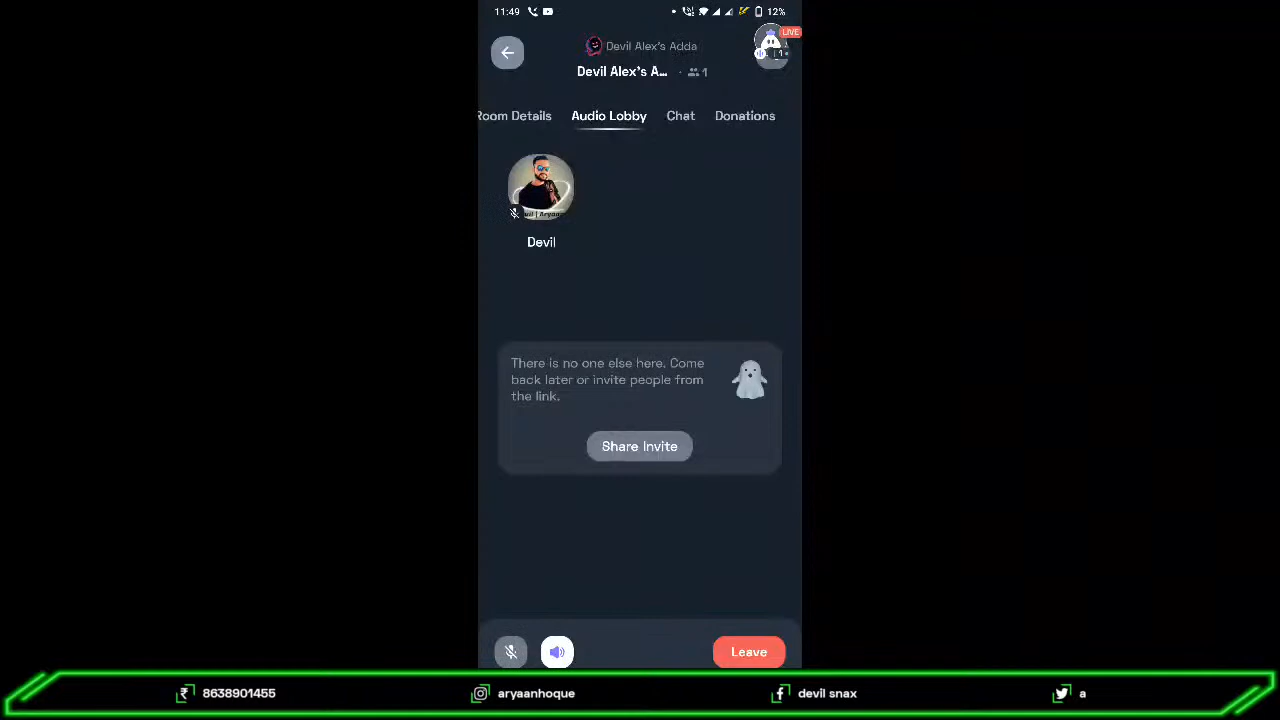 11:49
12%
LIVE
Devil Alex's Adda
Devil Alex's A... · 1
Room Details Audio Lobby Chat Donations
Devil
There is no one else here. Come
back later or invite people from
the link.
Share Invite
Leave
₹ 8638901455 aryaanhoque devil snax a